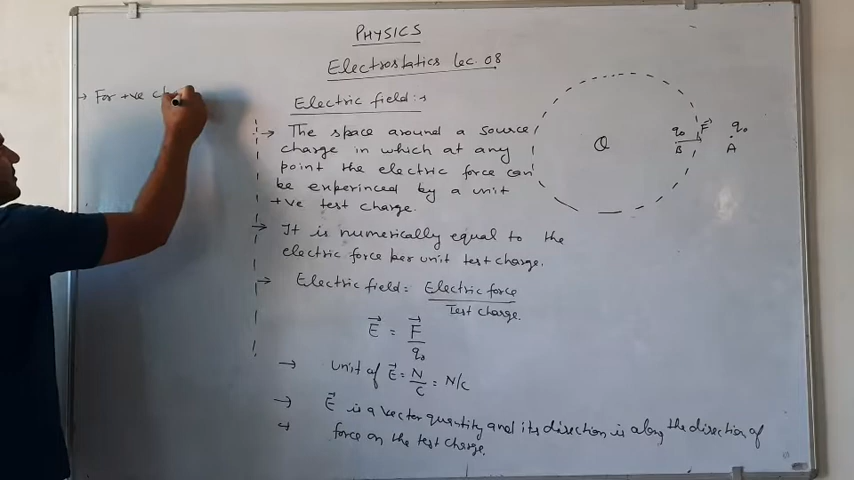 PHYSICS
Electrostatics Lec. 08
→ For +ve ch
Electric field:s
→ The space around a source
charge in which at any
point the electric force can
be experinced by a unit
+ve test charge.
→ It is numerically equal to the
electric force per unit test charge.
→ Electric field = Electric force
Test charge.
E⃗ = F⃗
q₀
→ Unit of E⃗ = N = N/C
C
→ E⃗ is a vector quantity and its direction is along the direction of
force on the test charge.
Q
q₀ F⃗ q₀
B A